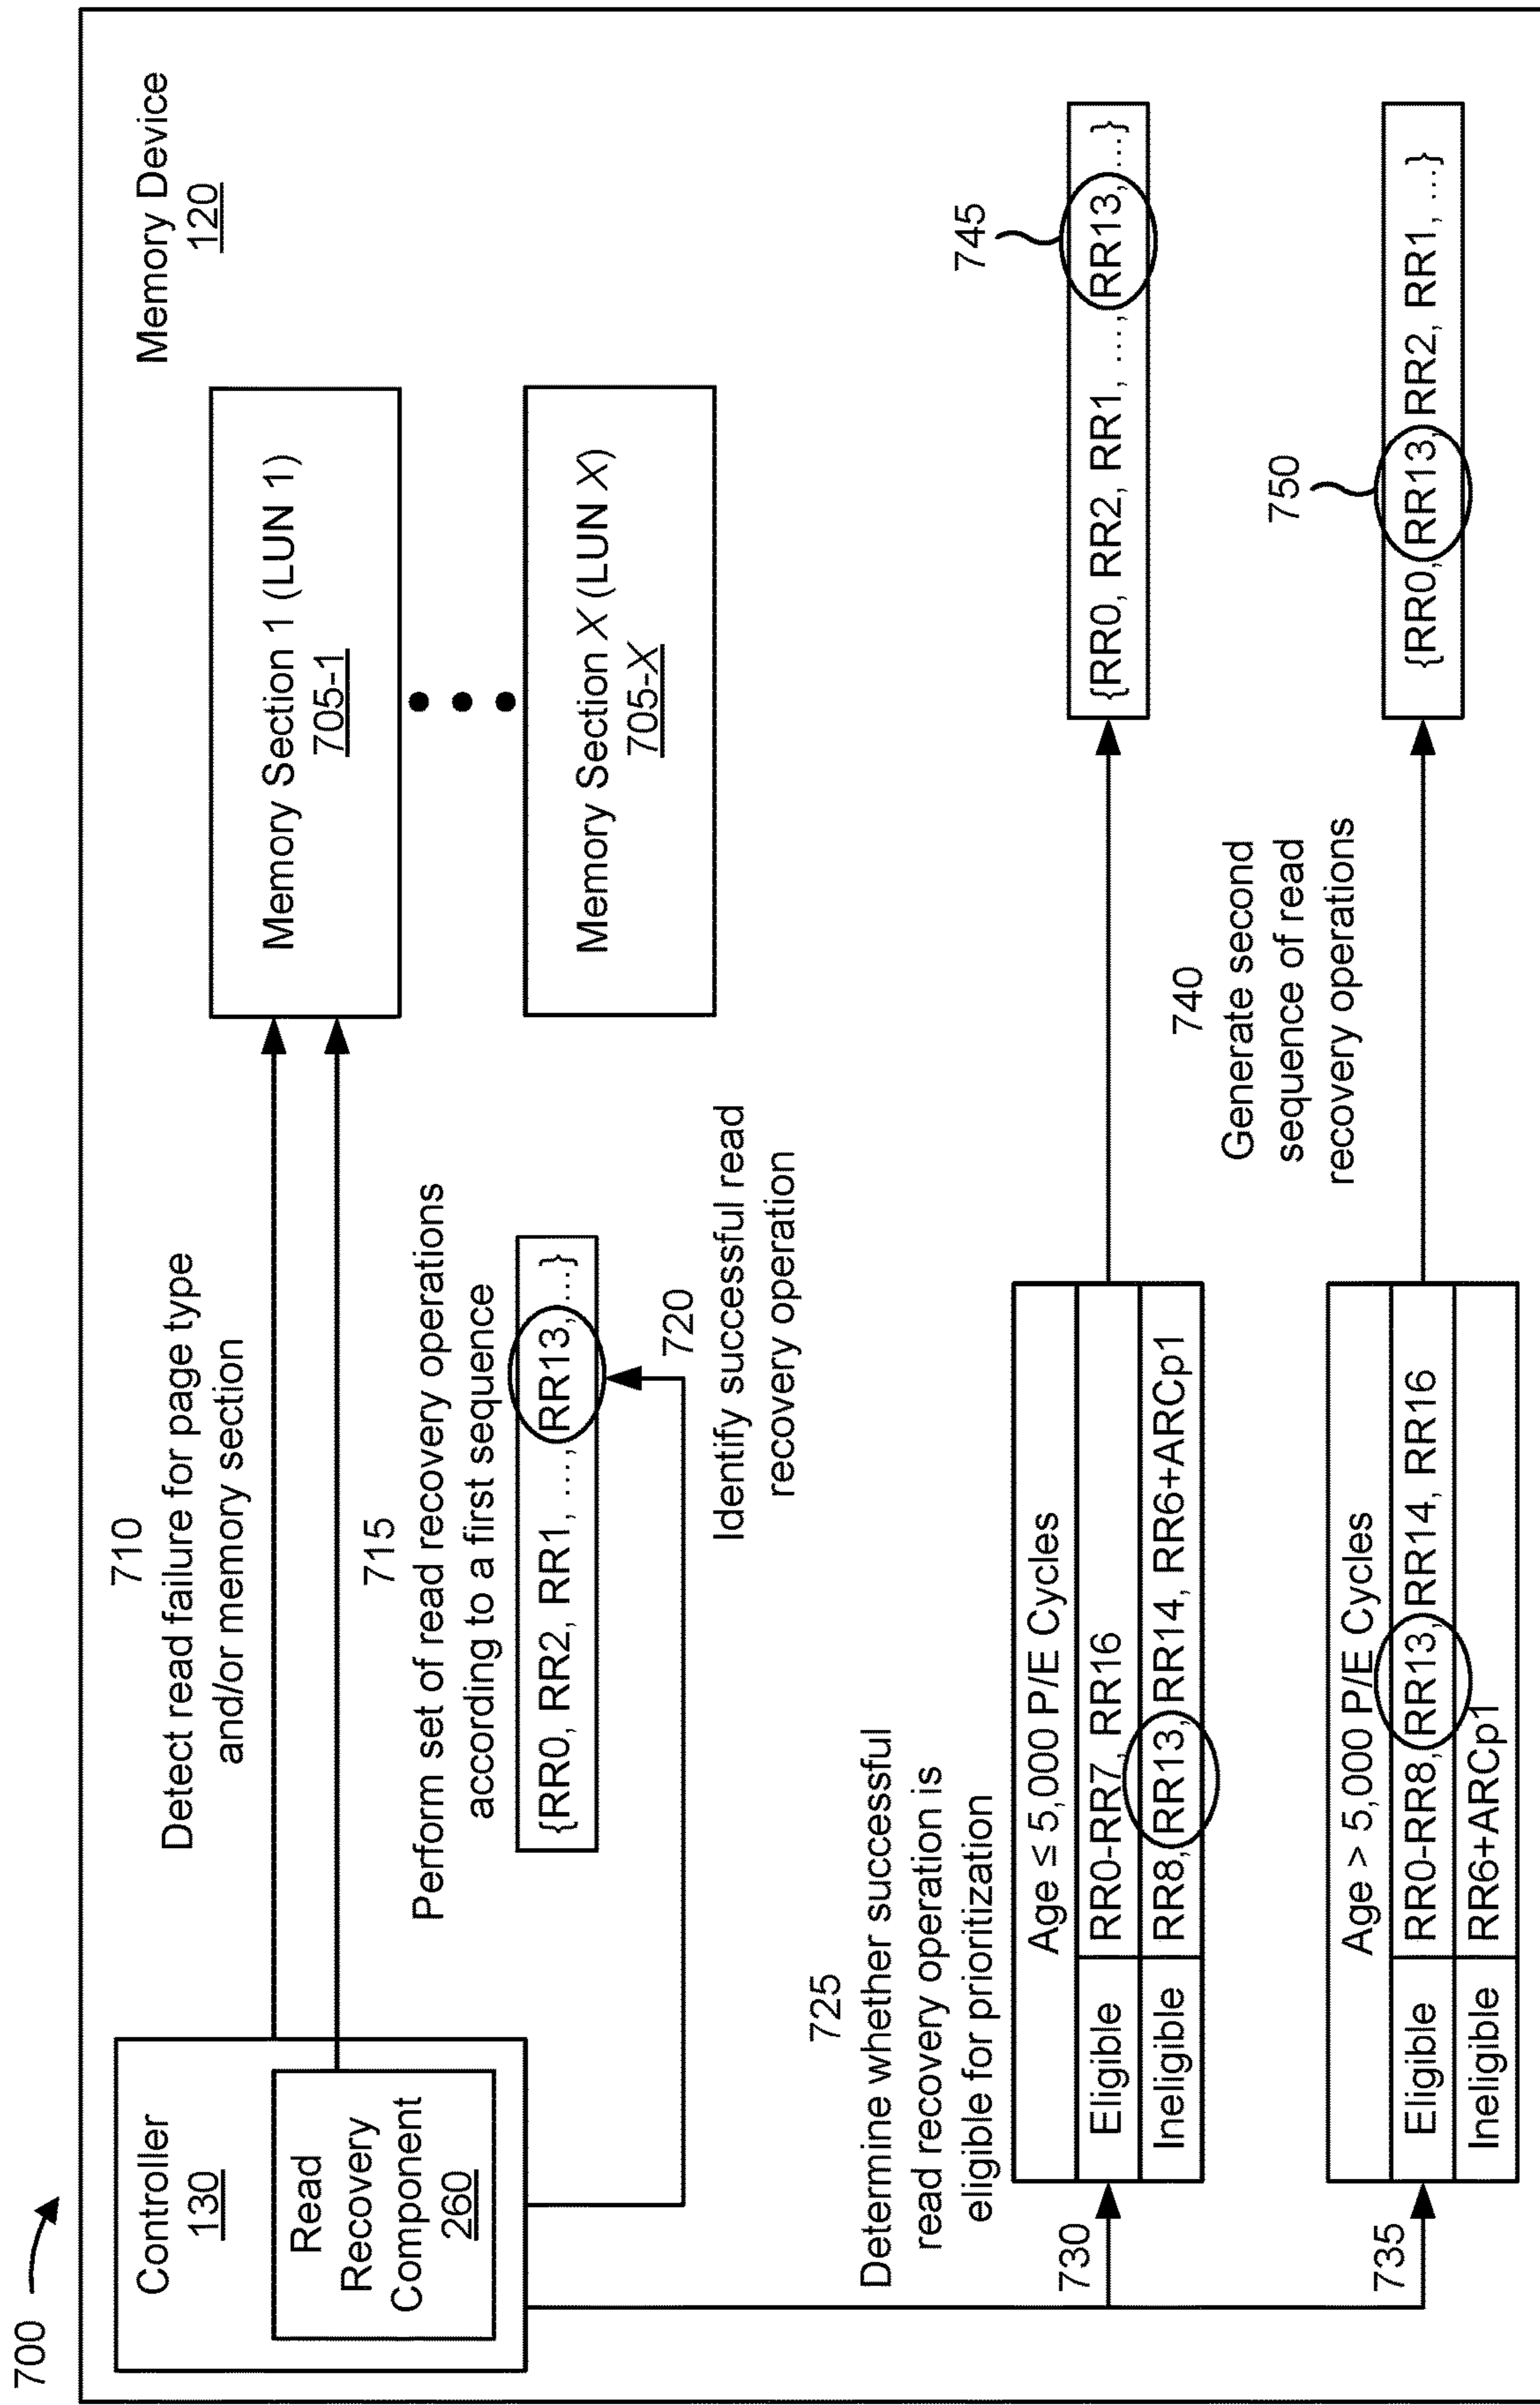 700
Memory Device
120
Controller
130
Read
Recovery
Component
260
710
Detect read failure for page type
and/or memory section
Memory Section 1 (LUN 1)
705-1
Memory Section X (LUN X)
705-X
715
Perform set of read recovery operations
according to a first sequence
{RR0, RR2, RR1, ..., RR13, ...}
720
Identify successful read
recovery operation
725
Determine whether successful
read recovery operation is
eligible for prioritization
730
Age ≤ 5,000 P/E Cycles
Eligible RR0-RR7, RR16
Ineligible RR8, RR13, RR14, RR6+ARCp1
735
Age > 5,000 P/E Cycles
Eligible RR0-RR8, RR13, RR14, RR16
Ineligible RR6+ARCp1
740
Generate second
sequence of read
recovery operations
745
{RR0, RR2, RR1, ..., RR13, ...}
750
{RR0, RR13, RR2, RR1, ...}